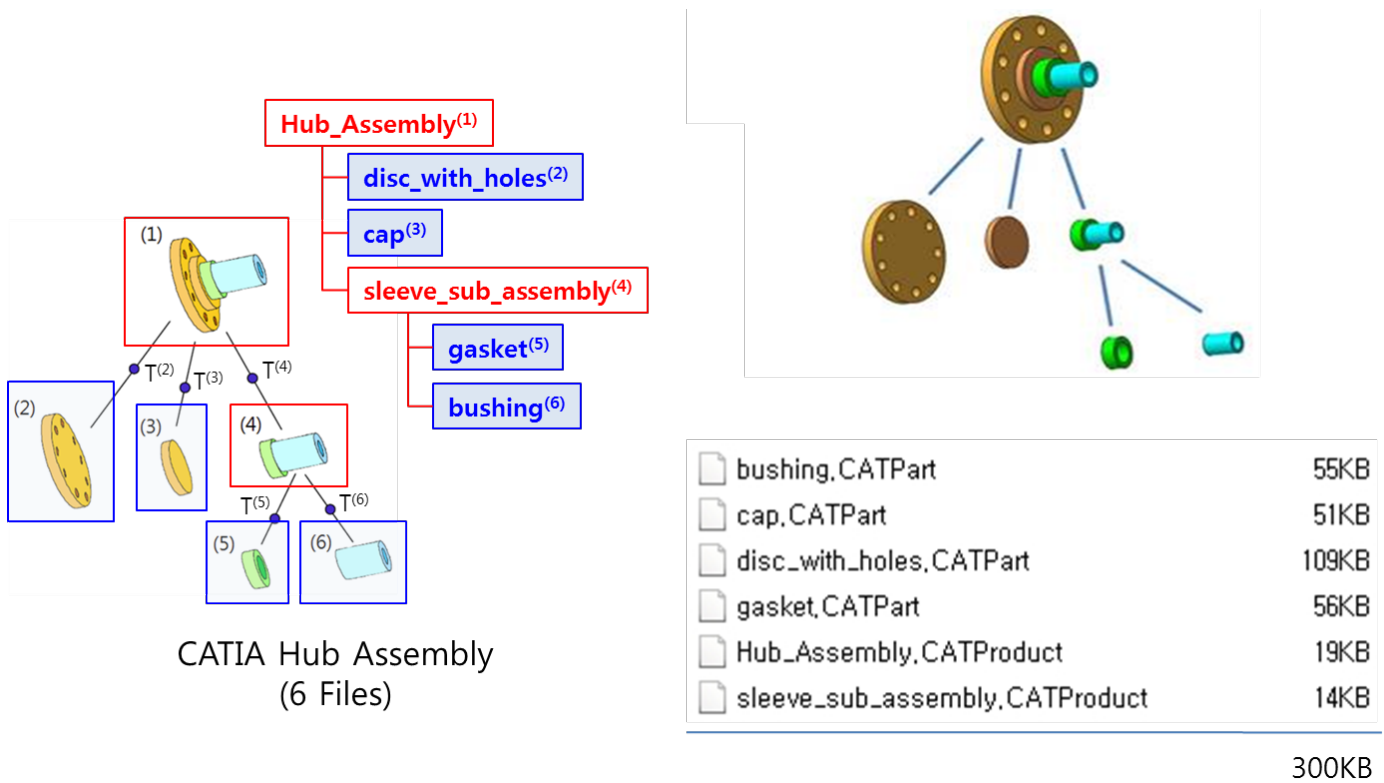 Hub_Assembly(1)
disc_with_holes(2)
cap(3)
sleeve_sub_assembly(4)
gasket(5)
bushing(6)
(1)
T(2)
T(3)
T(4)
(2)
(3)
(4)
T(5)
T(6)
(5)
(6)
CATIA Hub Assembly
(6 Files)
bushing,CATPart 55KB
cap,CATPart 51KB
disc_with_holes,CATPart 109KB
gasket,CATPart 56KB
Hub_Assembly,CATProduct 19KB
sleeve_sub_assembly,CATProduct 14KB
300KB